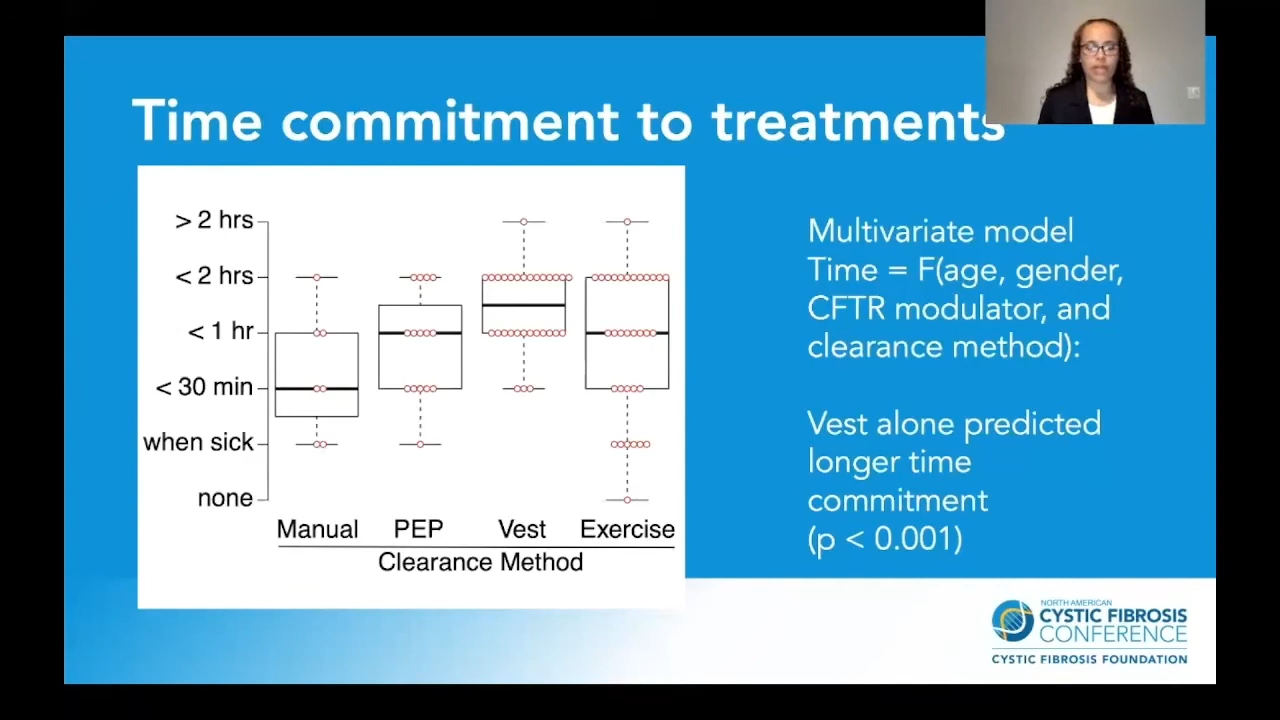 Time commitment to treatments
> 2 hrs
< 2 hrs
< 1 hr
< 30 min
when sick
none
Manual PEP Vest Exercise
Clearance Method
Multivariate model
Time = F(age, gender,
CFTR modulator, and
clearance method):
Vest alone predicted
longer time
commitment
(p < 0.001)
NORTH AMERICAN
CYSTIC FIBROSIS
CONFERENCE
CYSTIC FIBROSIS FOUNDATION